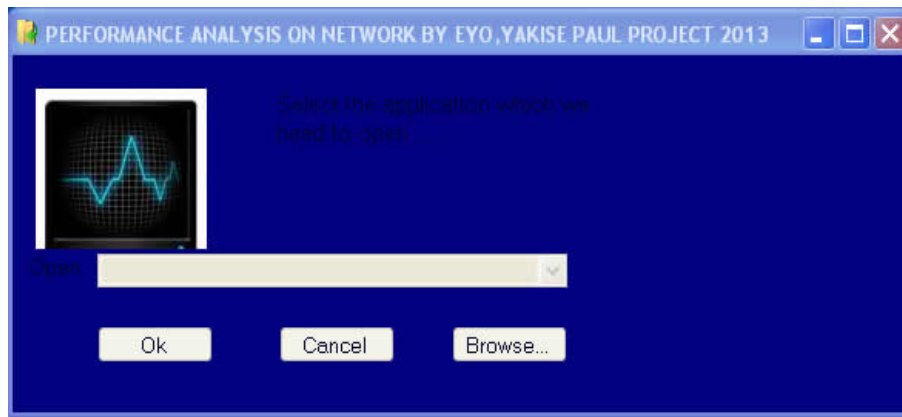 PERFORMANCE ANALYSIS ON NETWORK BY EYO,YAKISE PAUL PROJECT 2013
Select the application which we
need to open ...
Open
Ok
Cancel
Browse...